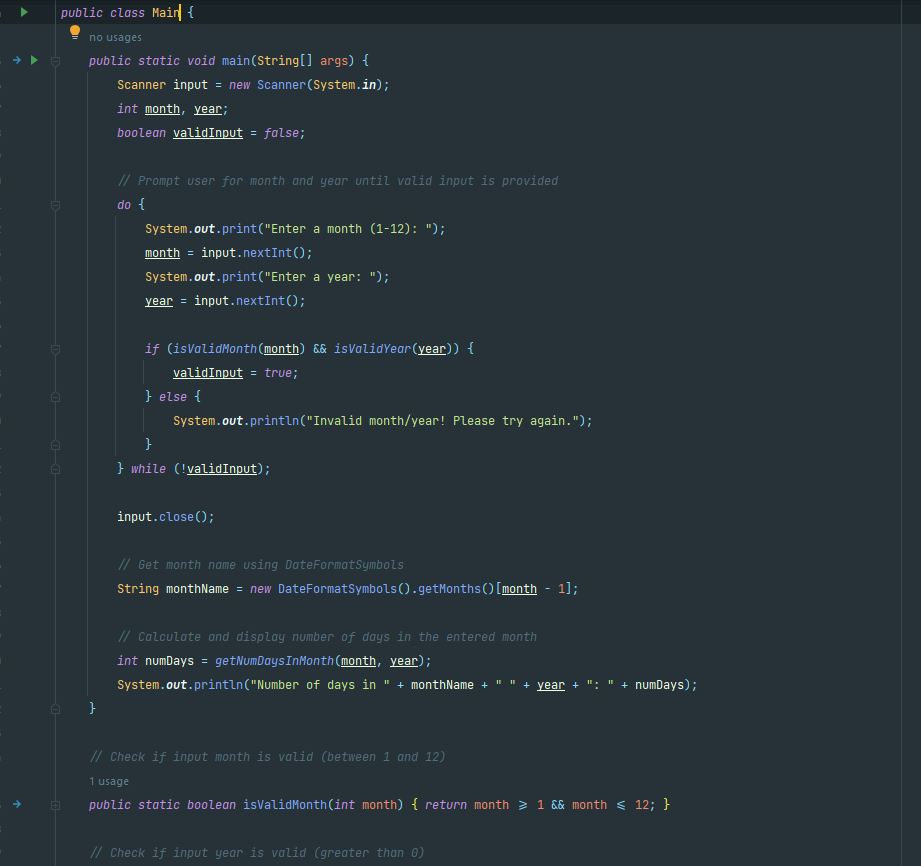 public class Main {
no usages
public static void main(String[] args) {
Scanner input = new Scanner(System.in);
int month, year;
boolean validInput = false;
// Prompt user for month and year until valid input is provided
do {
System.out.print("Enter a month (1-12): ");
month = input.nextInt();
System.out.print("Enter a year: ");
year = input.nextInt();
if (isValidMonth(month) && isValidYear(year)) {
validInput = true;
} else {
System.out.println("Invalid month/year! Please try again.");
}
} while (!validInput);
input.close();
// Get month name using DateFormatSymbols
String monthName = new DateFormatSymbols().getMonths()[month - 1];
// Calculate and display number of days in the entered month
int numDays = getNumDaysInMonth(month, year);
System.out.println("Number of days in " + monthName + " " + year + ": " + numDays);
}
// Check if input month is valid (between 1 and 12)
1 usage
public static boolean isValidMonth(int month) { return month ⩾ 1 && month ⩽ 12; }
// Check if input year is valid (greater than 0)